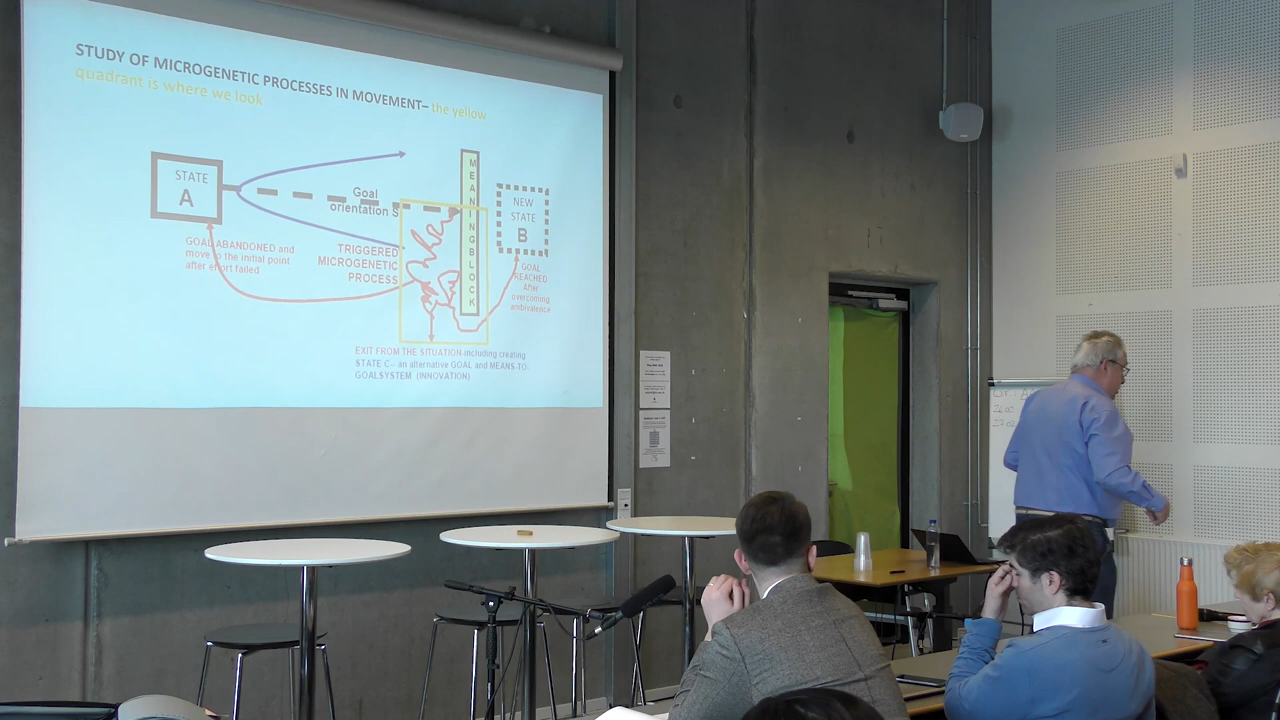 STUDY OF MICROGENETIC PROCESSES IN MOVEMENT– the yellow
quadrant is where we look
STATE
A
Goal
orientation S
MEANINGBLOCK
NEW
STATE
B
GOAL ABANDONED and
move to the initial point
after effort failed
TRIGGERED
MICROGENETIC
PROCESS
GOAL
REACHED
After
overcoming
ambivalence
EXIT FROM THE SITUATION-including creating
STATE C– an alternative GOAL and MEANS-TO-
GOALSYSTEM (INNOVATION)